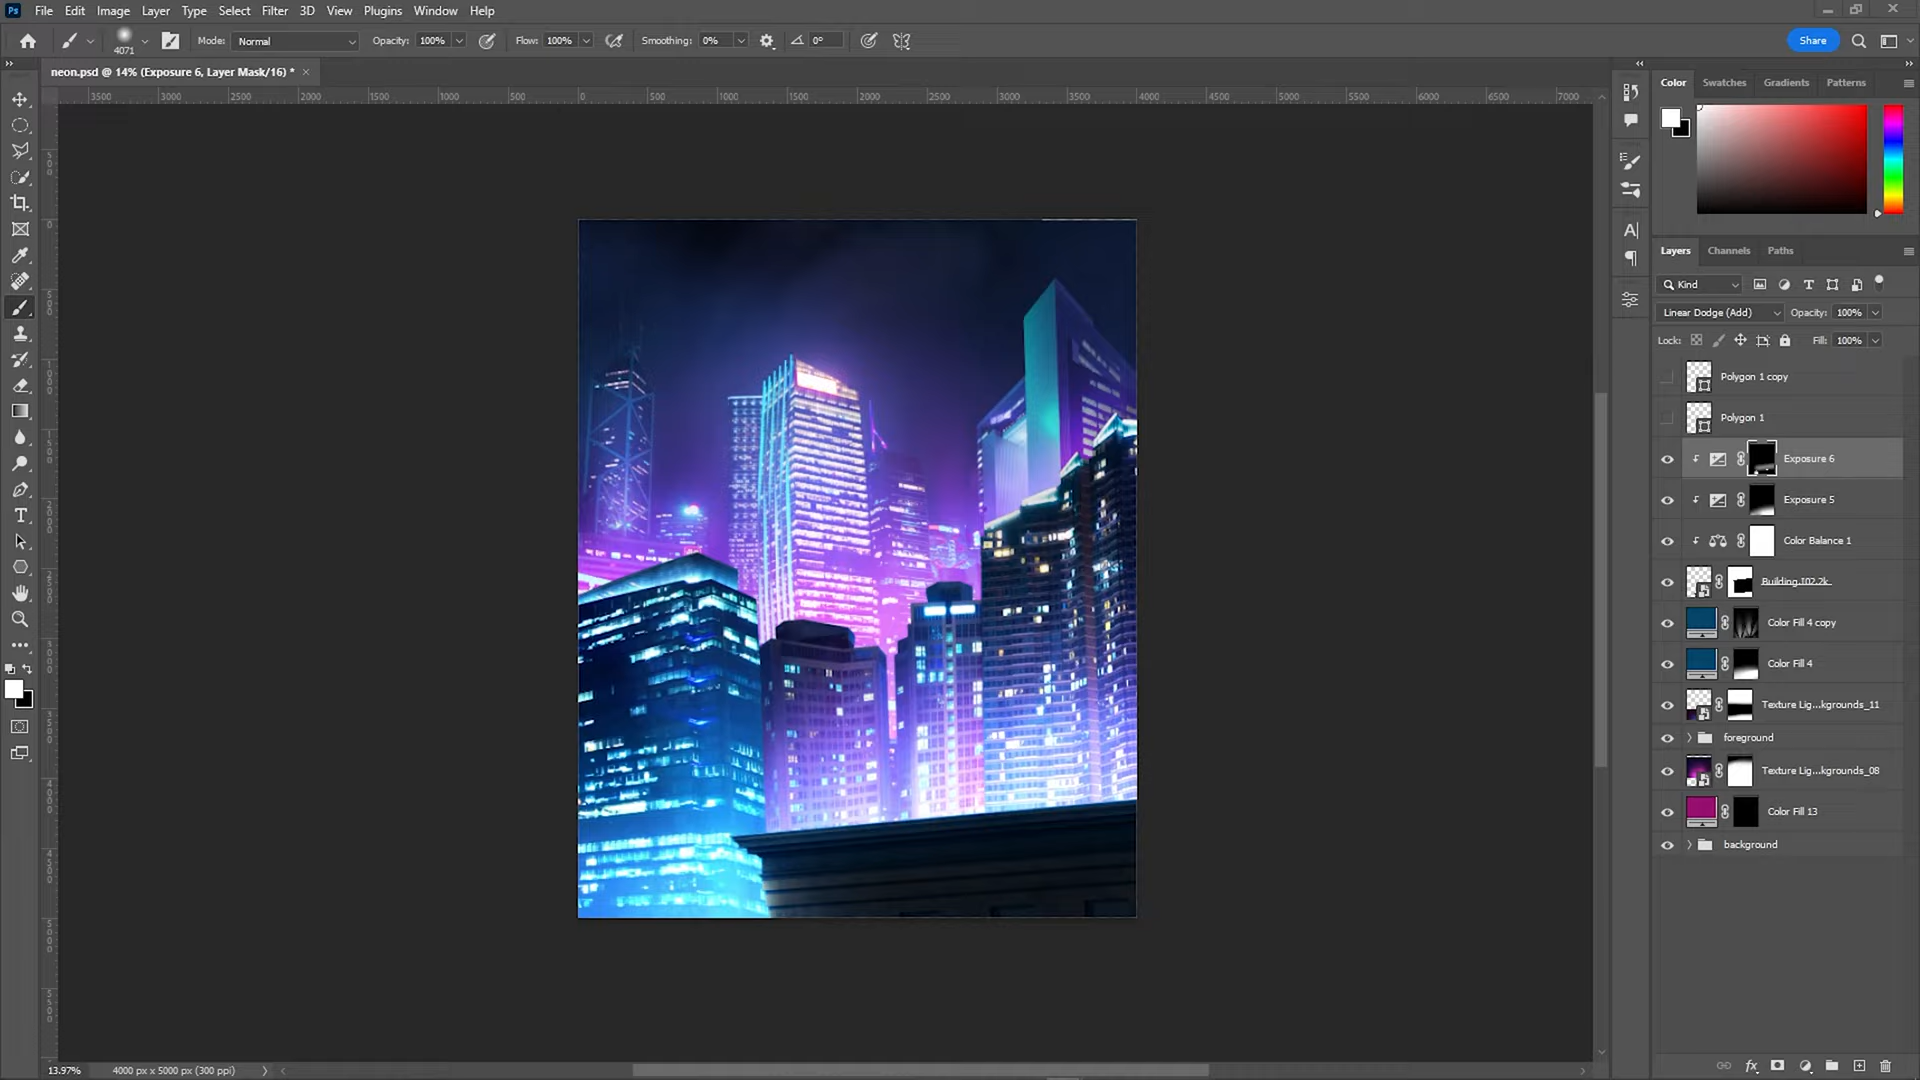 Ps File Edit Image Layer Type Select Filter 3D View Plugins Window Help
4071 Mode: Normal Opacity: 100% Flow: 100% Smoothing: 0% 0° Share
neon.psd @ 14% (Exposure 6, Layer Mask/16) * ×
3500 3000 2500 2000 1500 1000 500 0 500 1000 1500 2000 2500 3000 3500 4000 4500 5000 5500 6000 6500 7000
Color Swatches Gradients Patterns
Layers Channels Paths
Kind
Linear Dodge (Add) Opacity: 100%
Lock: Fill: 100%
Polygon 1 copy
Polygon 1
Exposure 6
Exposure 5
Color Balance 1
Building J02 2k
Color Fill 4 copy
Color Fill 4
Texture Lig...kgrounds_11
foreground
Texture Lig...kgrounds_08
Color Fill 13
background
13.97% 4000 px x 5000 px (300 ppi)